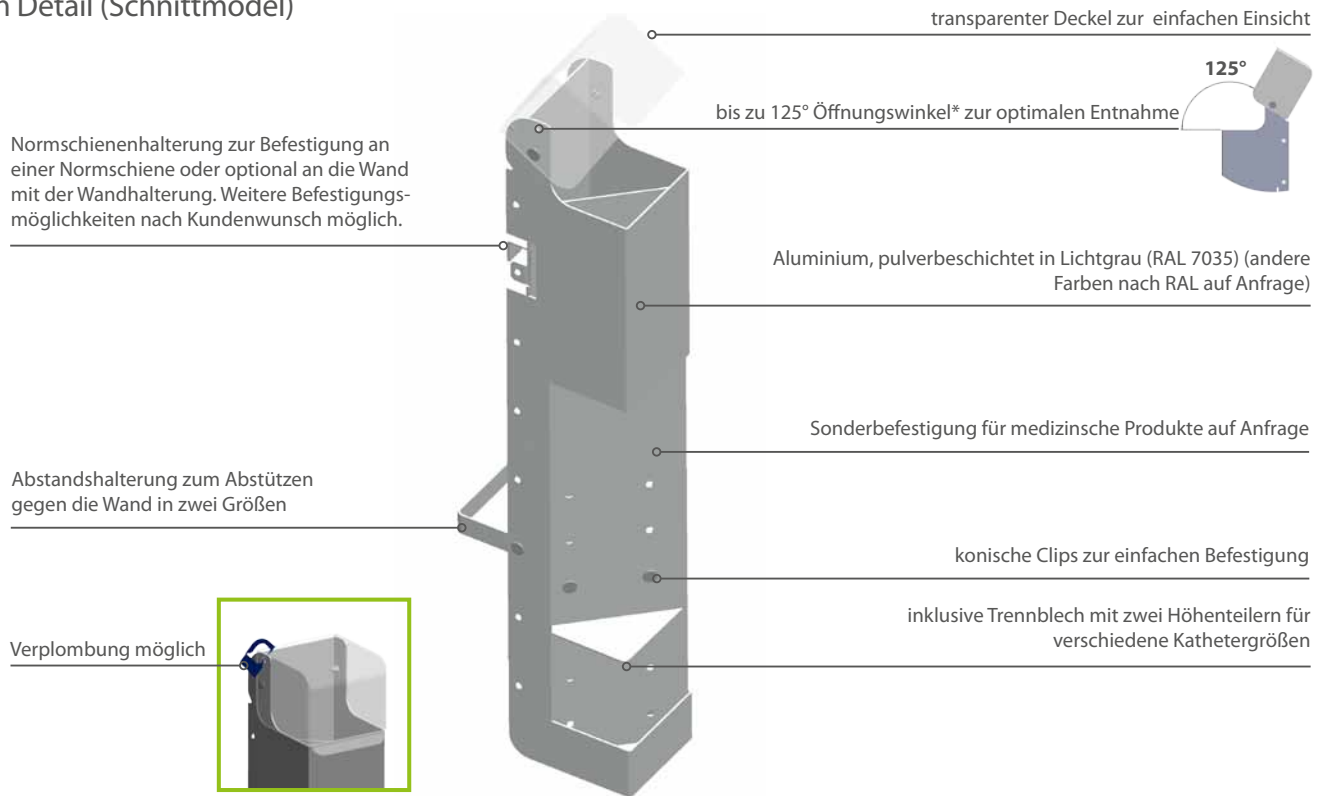 Detail (Schnittmodel)
transparenter Deckel zur einfachen Einsicht
125°
bis zu 125° Öffnungswinkel* zur optimalen Entnahme
Normschienenhalterung zur Befestigung an
einer Normschiene oder optional an die Wand
mit der Wandhalterung. Weitere Befestigungs-
möglichkeiten nach Kundenwunsch möglich.
Aluminium, pulverbeschichtet in Lichtgrau (RAL 7035) (andere
Farben nach RAL auf Anfrage)
Sonderbefestigung für medizinsche Produkte auf Anfrage
Abstandshalterung zum Abstützen
gegen die Wand in zwei Größen
konische Clips zur einfachen Befestigung
inklusive Trennblech mit zwei Höhenteilern für
verschiedene Kathetergrößen
Verplombung möglich